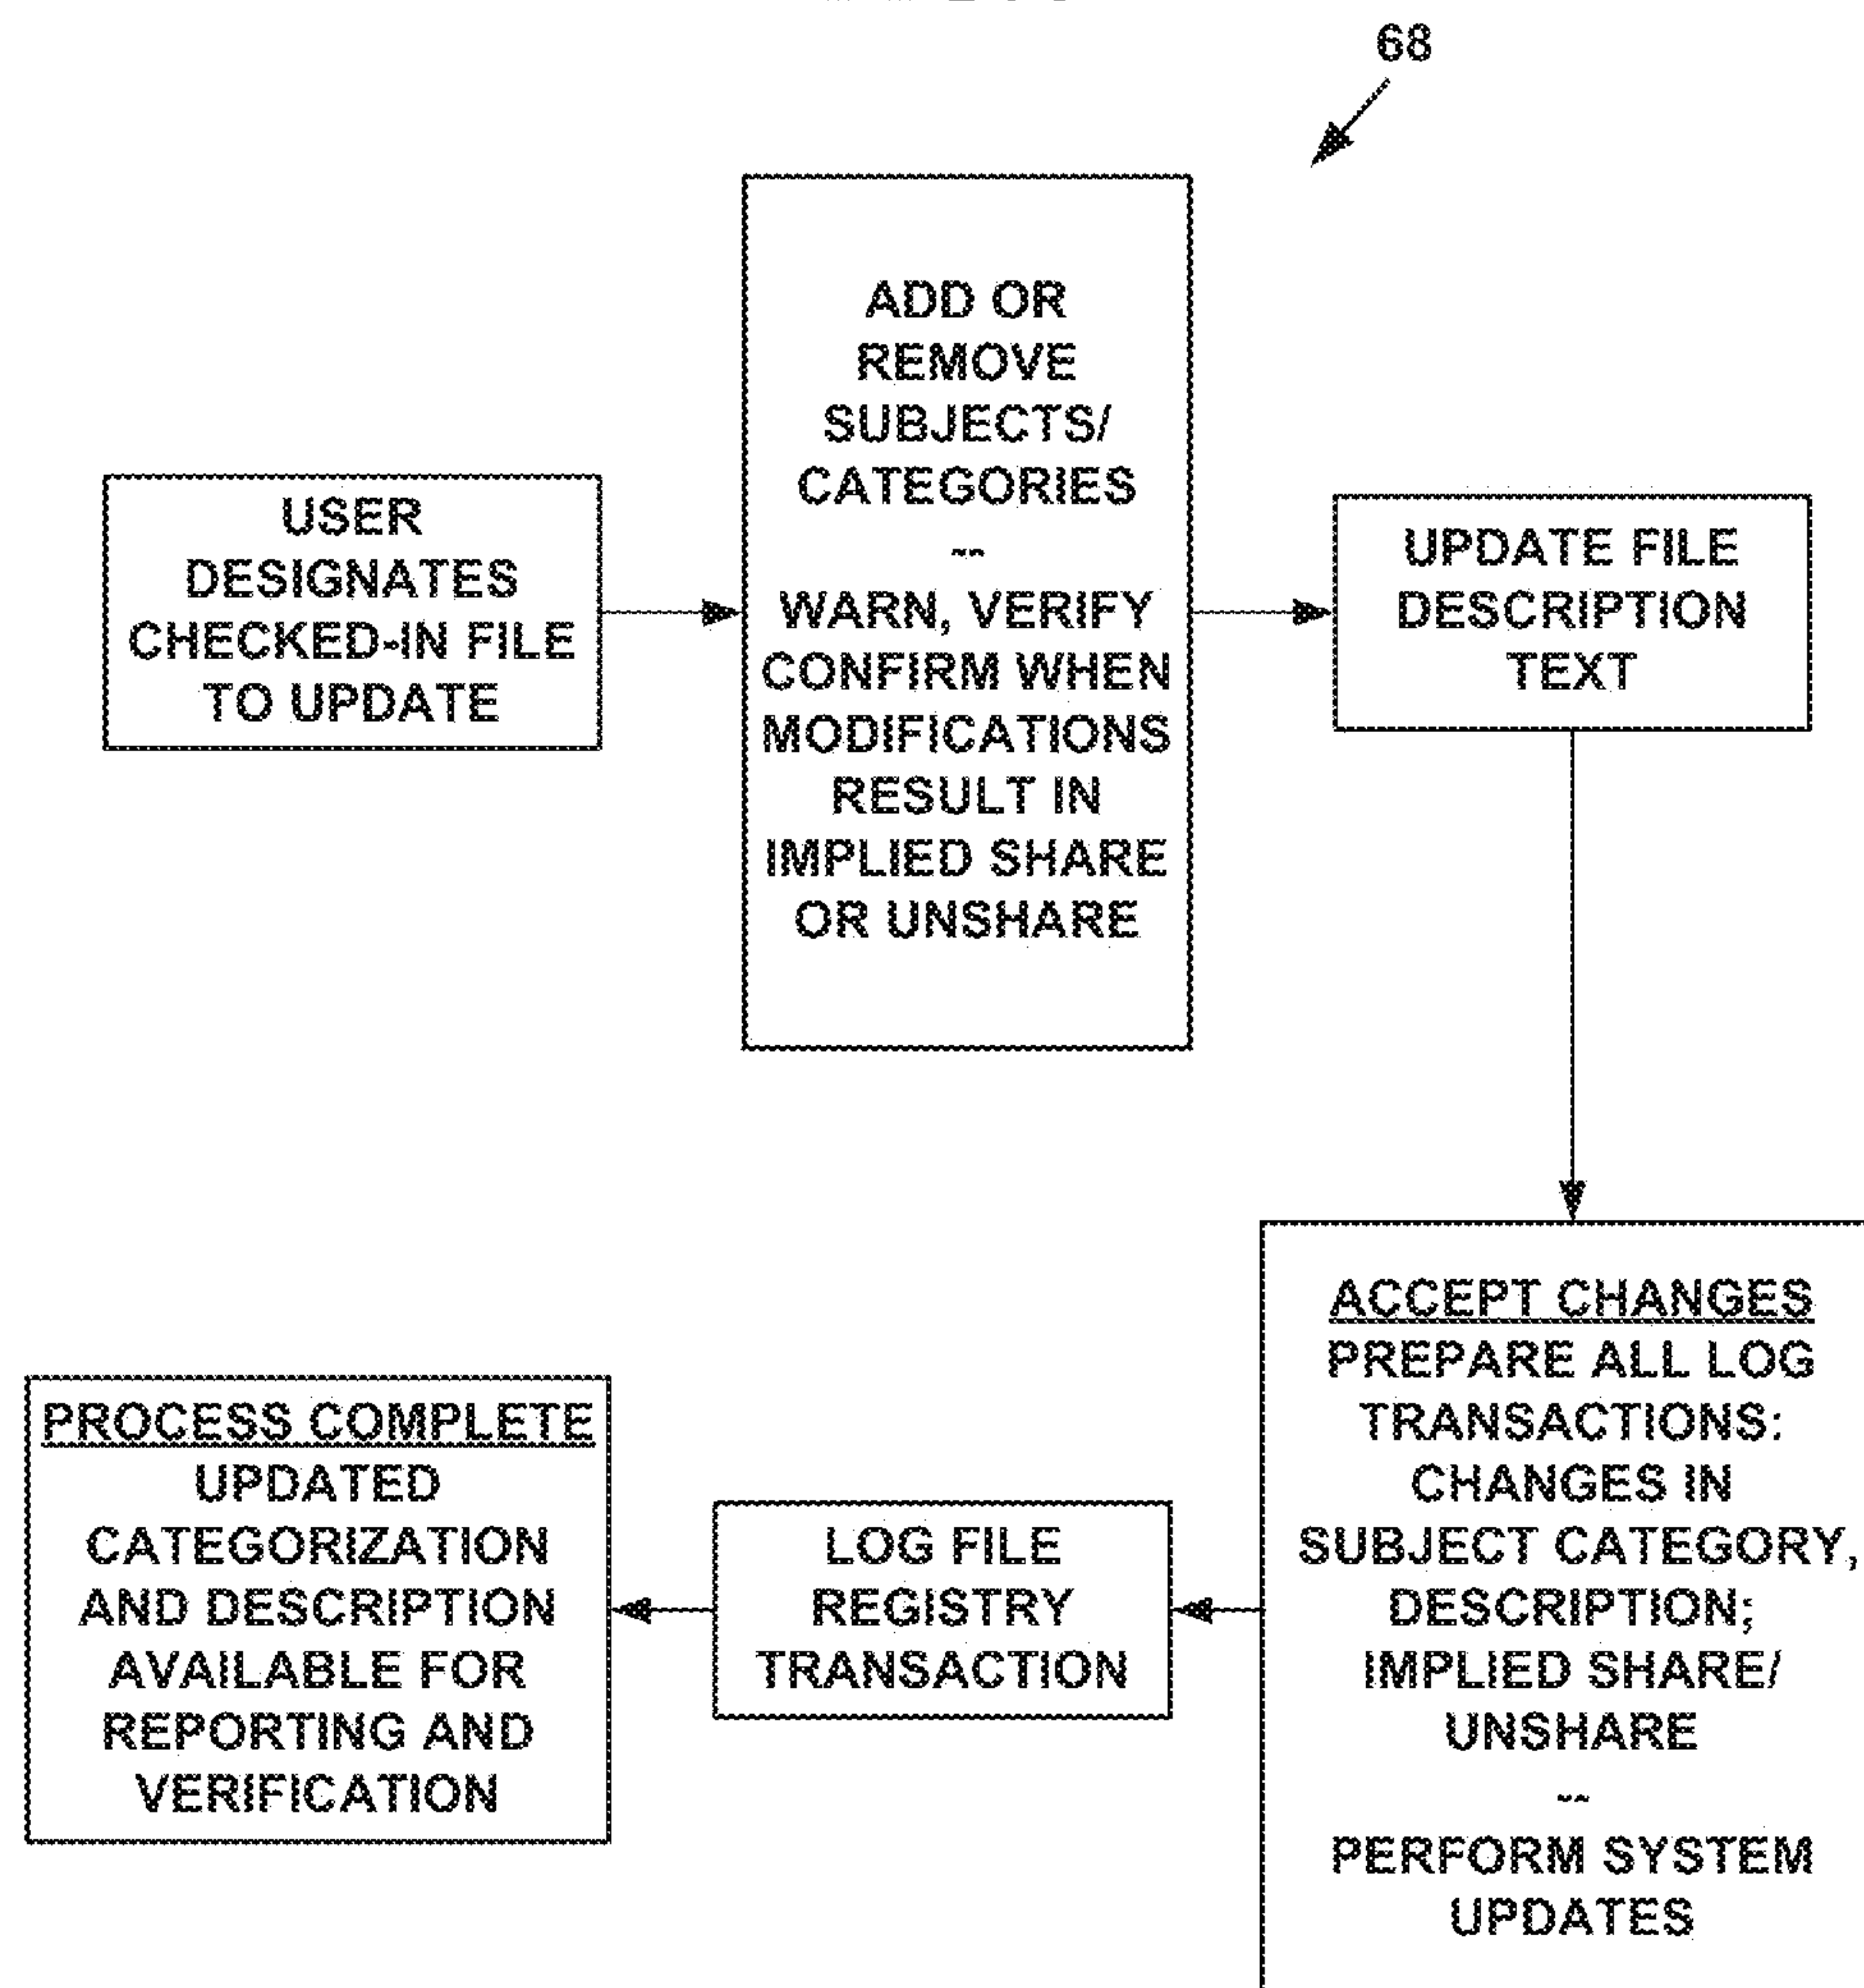 68
USER
DESIGNATES
CHECKED-IN FILE
TO UPDATE
ADD OR
REMOVE
SUBJECTS/
CATEGORIES
~
WARN, VERIFY
CONFIRM WHEN
MODIFICATIONS
RESULT IN
IMPLIED SHARE
OR UNSHARE
UPDATE FILE
DESCRIPTION
TEXT
ACCEPT CHANGES
PREPARE ALL LOG
TRANSACTIONS:
CHANGES IN
SUBJECT CATEGORY,
DESCRIPTION;
IMPLIED SHARE/
UNSHARE
~
PERFORM SYSTEM
UPDATES
LOG FILE
REGISTRY
TRANSACTION
PROCESS COMPLETE
UPDATED
CATEGORIZATION
AND DESCRIPTION
AVAILABLE FOR
REPORTING AND
VERIFICATION